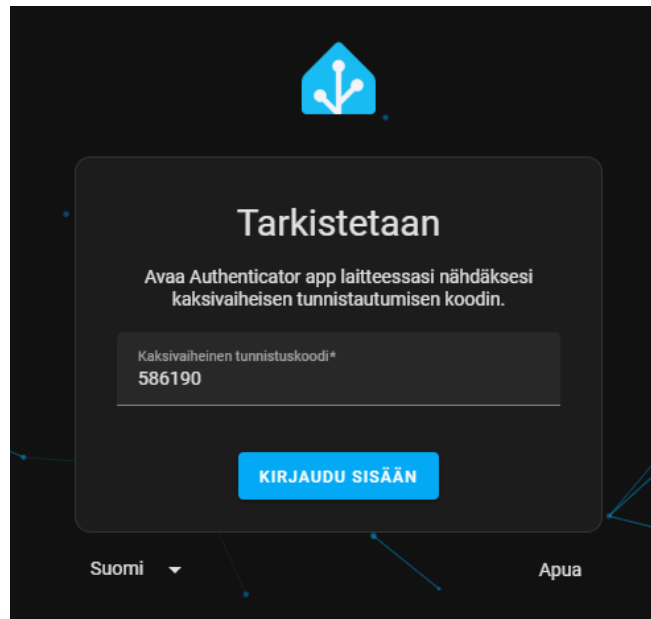 Tarkistetaan
Avaa Authenticator app laitteessasi nähdäksesi
kaksivaiheisen tunnistautumisen koodin.
Kaksivaiheinen tunnistuskoodi*
586190
KIRJAUDU SISÄÄN
Suomi
Apua